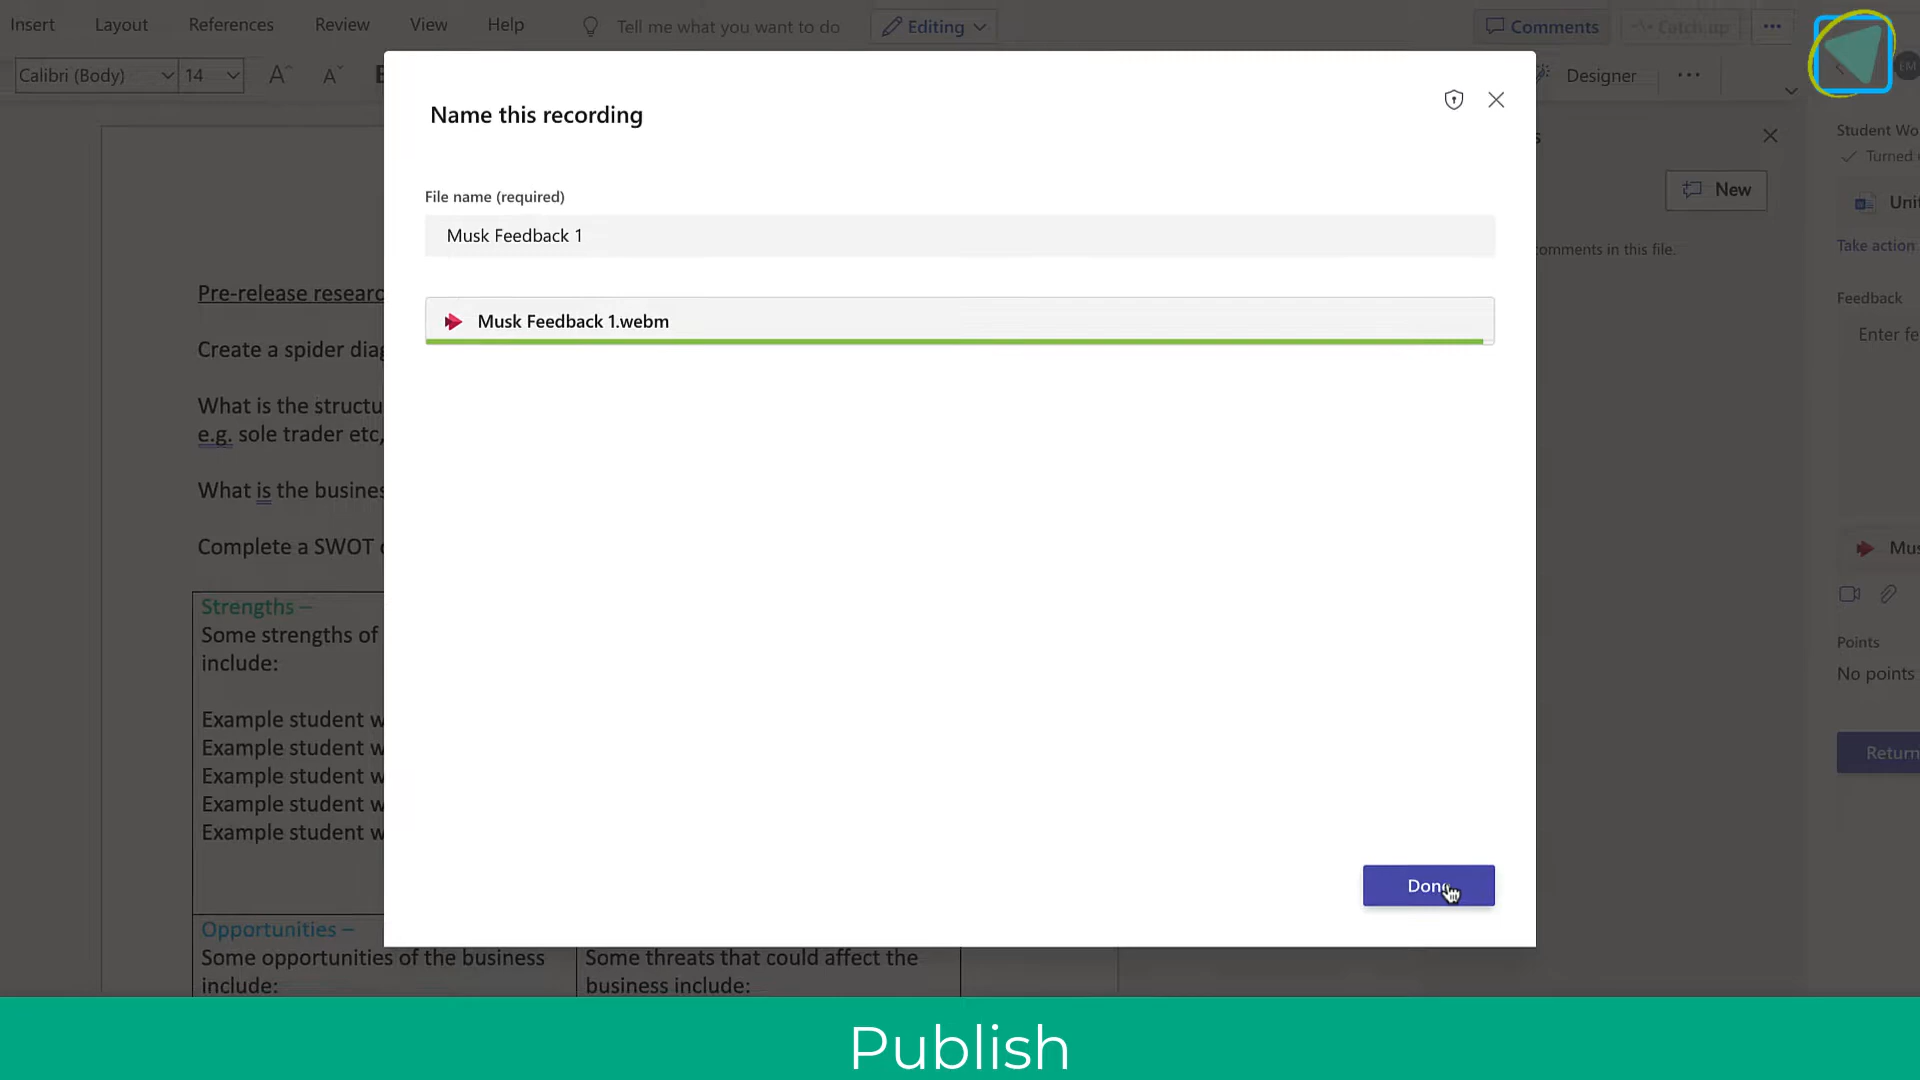 Insert Layout References Review View Help Tell me what you want to do Editing Comments Catch up
Calibri (Body) 14 Designer
EM
Name this recording
File name (required)
Musk Feedback 1
Musk Feedback 1.webm
Done
Pre-release researc
Create a spider dia
What is the structu
e.g. sole trader etc,
What is the busines
Complete a SWOT
Strengths –
Some strengths of
include:
Example student w
Example student w
Example student w
Example student w
Example student w
Opportunities –
Some opportunities of the business
include:
Some threats that could affect the
business include:
New
comments in this file.
Student Wo
Turned
Uni
Take action
Feedback
Enter fe
Mus
Points
No points
Return
Publish